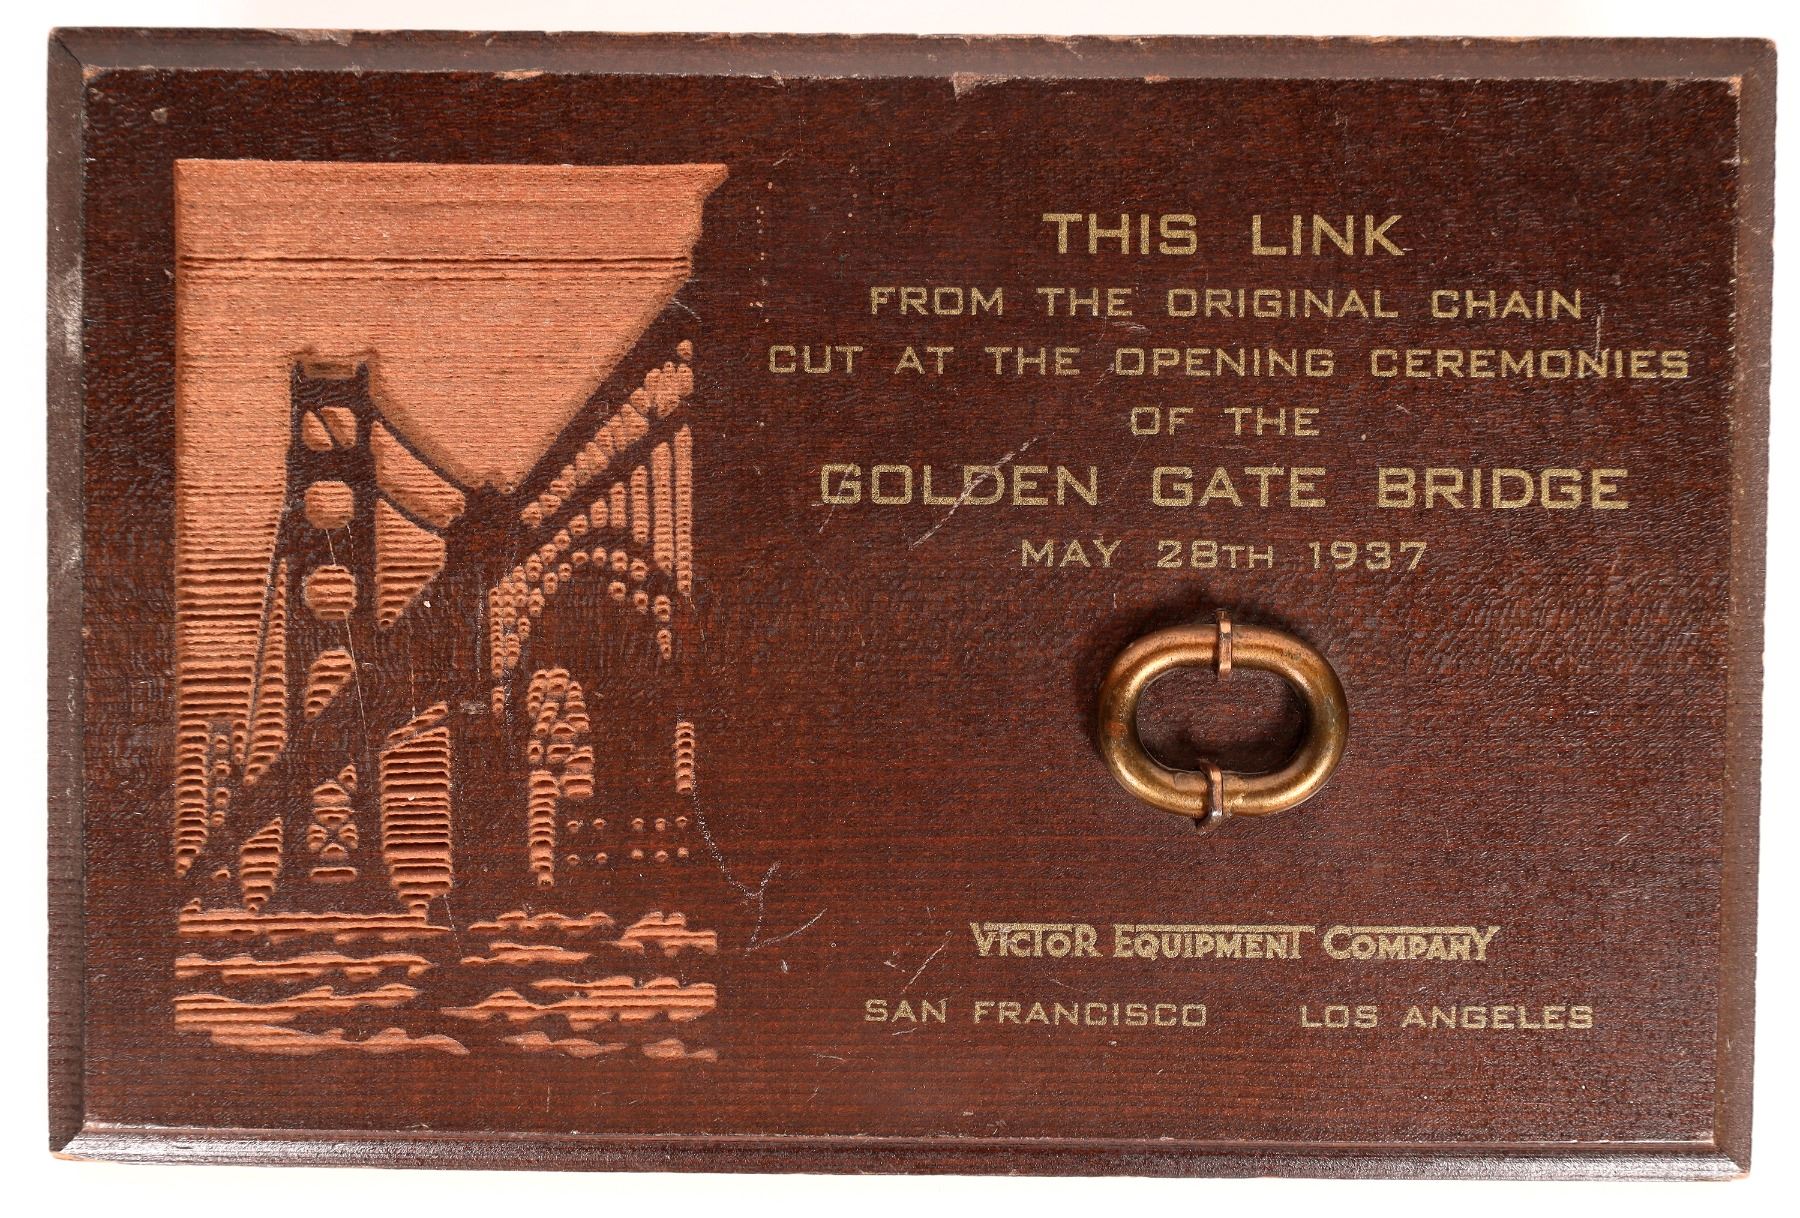 THIS LINK
FROM THE ORIGINAL CHAIN
CUT AT THE OPENING CEREMONIES
OF THE
GOLDEN GATE BRIDGE
MAY 28TH 1937
VICTOR EQUIPMENT COMPANY
SAN FRANCISCO LOS ANGELES